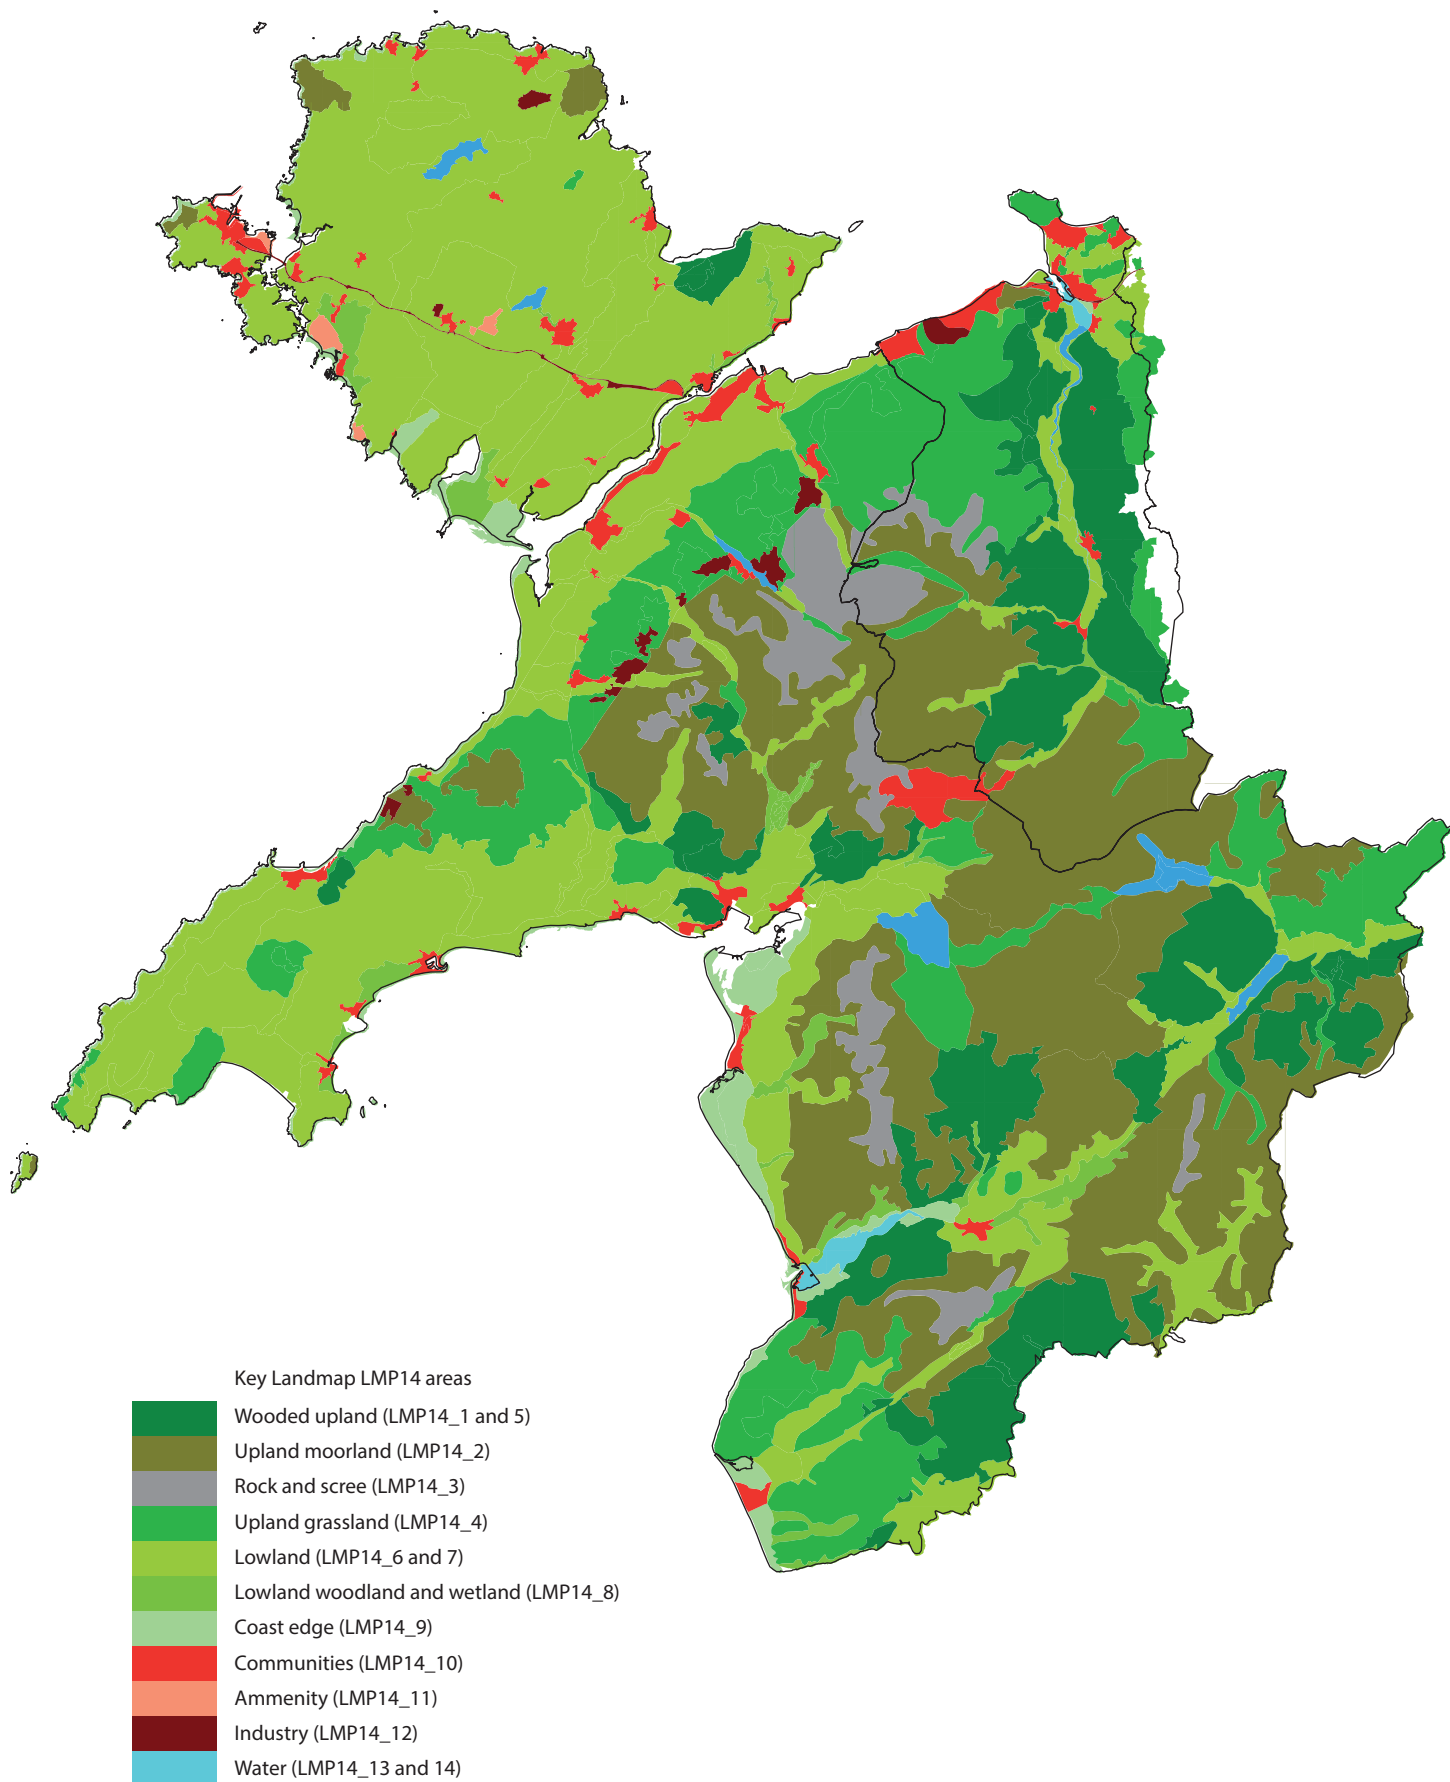 Key Landmap LMP14 areas
Wooded upland (LMP14_1 and 5)
Upland moorland (LMP14_2)
Rock and scree (LMP14_3)
Upland grassland (LMP14_4)
Lowland (LMP14_6 and 7)
Lowland woodland and wetland (LMP14_8)
Coast edge (LMP14_9)
Communities (LMP14_10)
Ammenity (LMP14_11)
Industry (LMP14_12)
Water (LMP14_13 and 14)